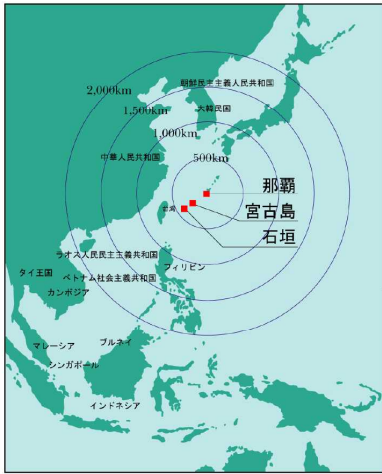 2,000km
朝鮮民主主義人民共和国
1,500km
大韓民国
1,000km
中華人民共和国
500km
那覇
宮古島
台湾
石垣
ラオス人民民主主義共和国
フィリピン
タイ王国
ベトナム社会主義共和国
カンボジア
ブルネイ
マレーシア
シンガポール
インドネシア